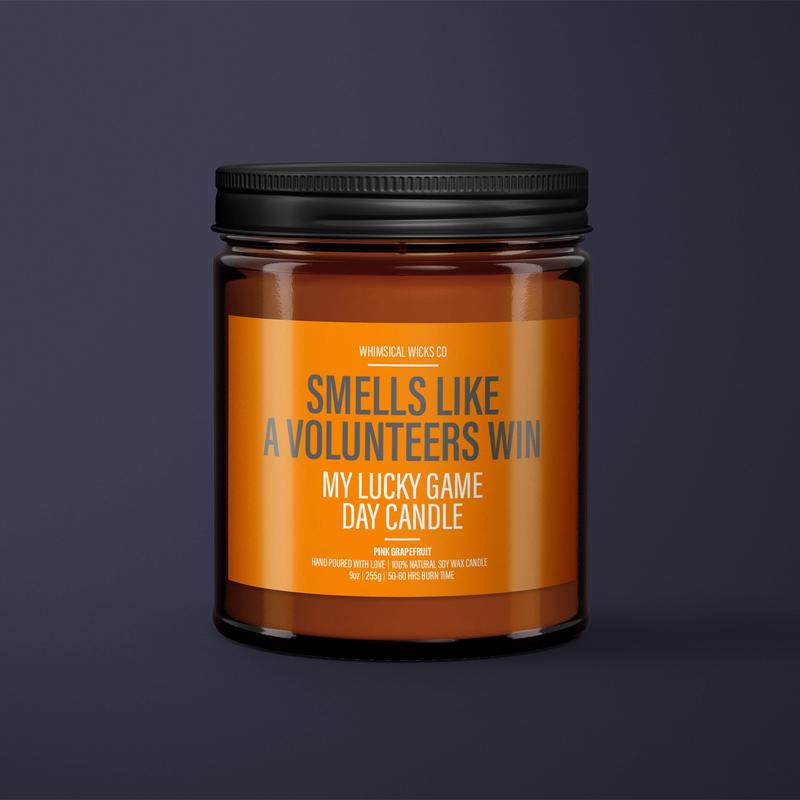 WHIMSICAL WICKS CO
SMELLS LIKE
A VOLUNTEERS WIN
MY LUCKY GAME
DAY CANDLE
PINK GRAPEFRUIT
HAND POURED WITH LOVE | 100% NATURAL SOY WAX CANDLE
9oz | 255g | 50-60 HRS BURN TIME